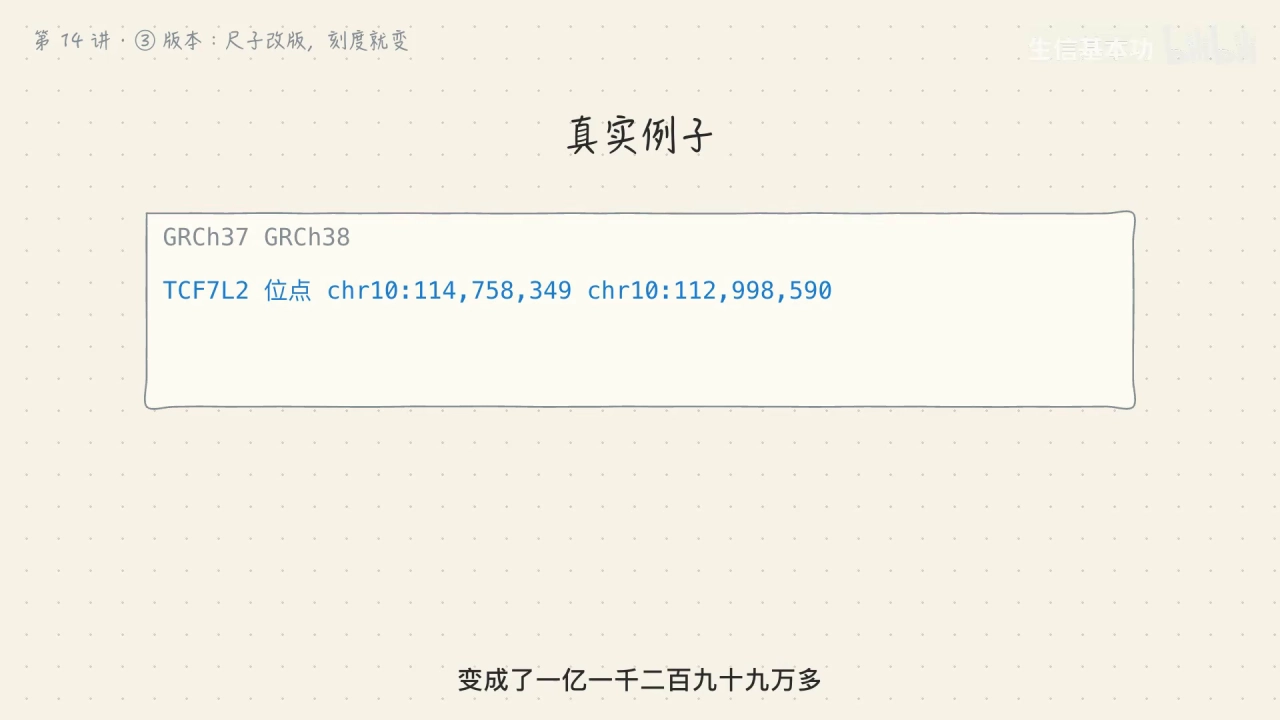 第 14 讲 · ③ 版本：尺子改版，刻度就变
生信基本功 bilibili
真实例子
GRCh37 GRCh38
TCF7L2 位点 chr10:114,758,349 chr10:112,998,590
变成了一亿一千二百九十九万多